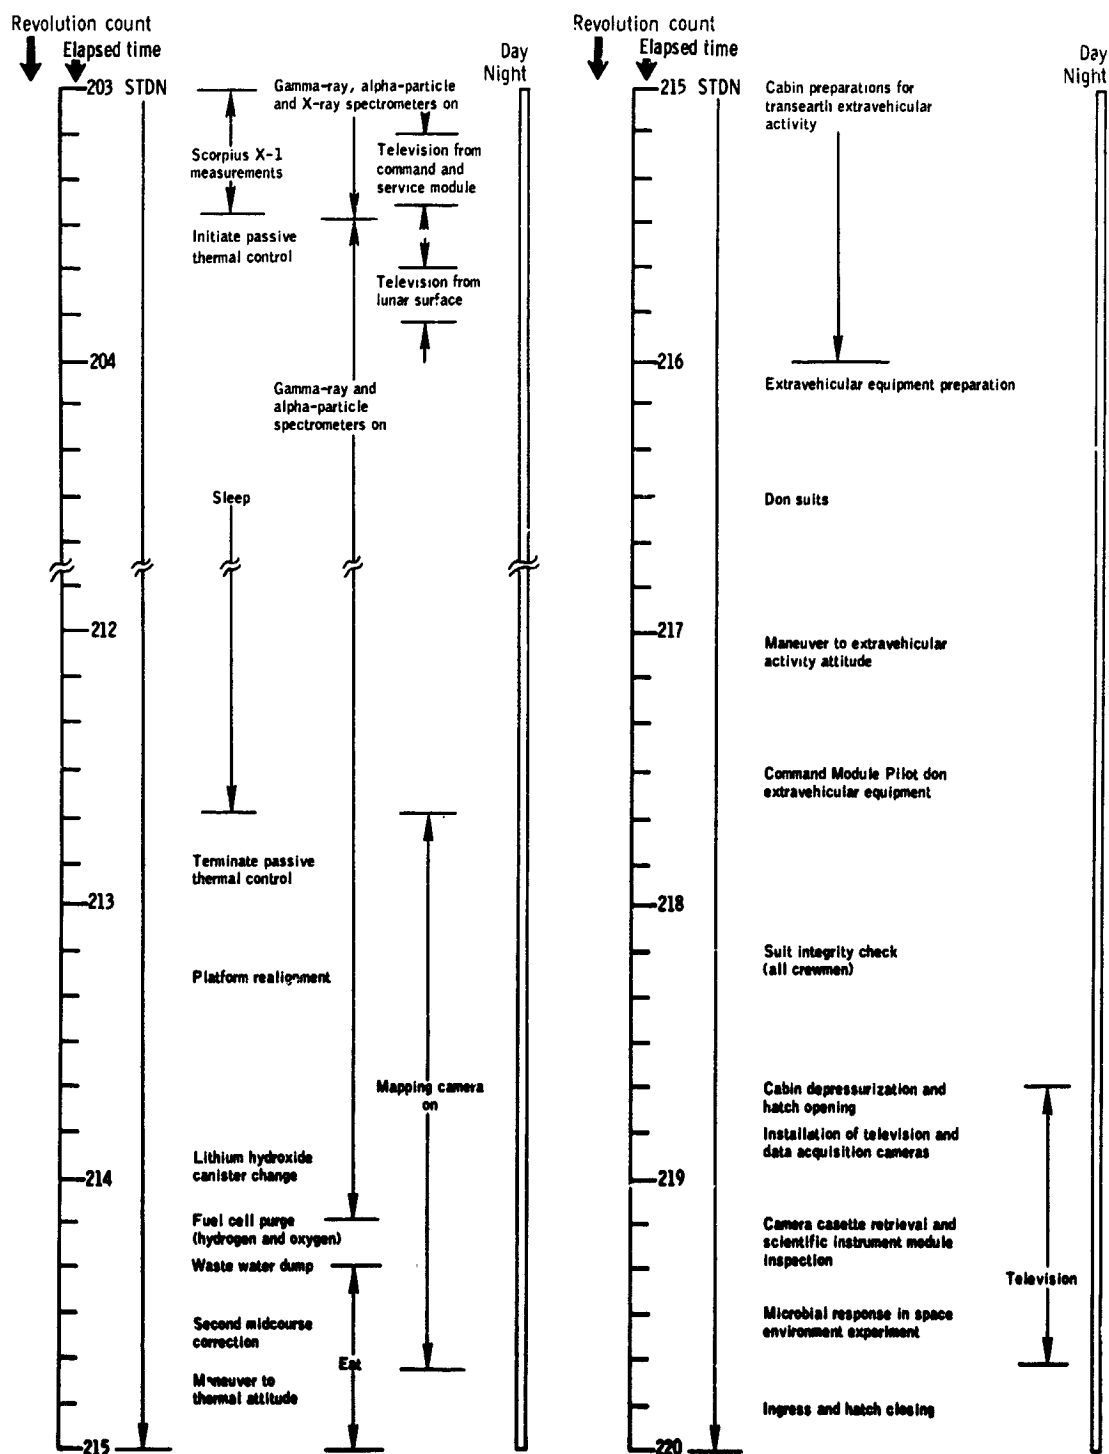 Revolution count
Elapsed time
Day
Night
203 STDN
Gamma-ray, alpha-particle
and X-ray spectrometers on
Scorpius X-1
measurements
Television from
command and
service module
Initiate passive
thermal control
Television from
lunar surface
204
Gamma-ray and
alpha-particle
spectrometers on
Sleep
212
Terminate passive
thermal control
213
Platform realignment
Mapping camera
on
Lithium hydroxide
canister change
214
Fuel cell purge
(hydrogen and oxygen)
Waste water dump
Second midcourse
correction
Eat
Maneuver to
thermal attitude
215
Revolution count
Elapsed time
Day
Night
215 STDN
Cabin preparations for
transearth extravehicular
activity
216
Extravehicular equipment preparation
Don suits
217
Maneuver to extravehicular
activity attitude
Command Module Pilot don
extravehicular equipment
218
Suit integrity check
(all crewmen)
Cabin depressurization and
hatch opening
Installation of television and
data acquisition cameras
219
Camera casette retrieval and
scientific instrument module
inspection
Television
Microbial response in space
environment experiment
Ingress and hatch closing
220